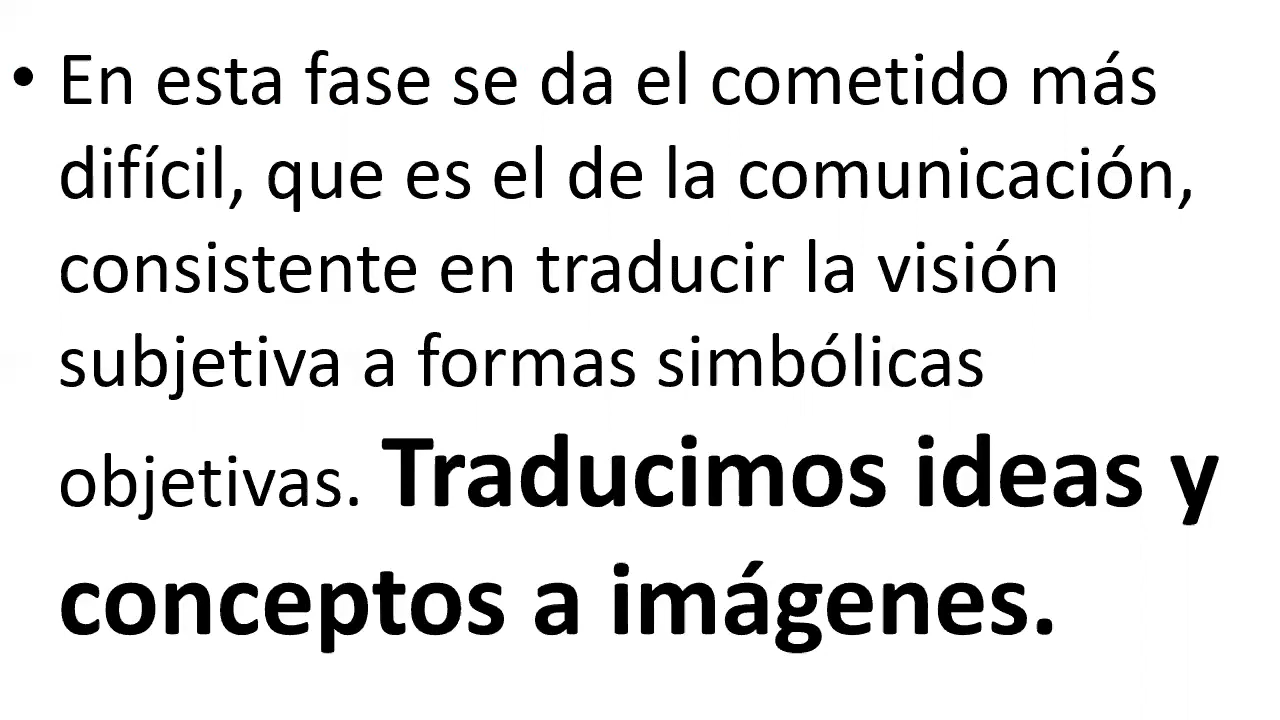 • En esta fase se da el cometido más
difícil, que es el de la comunicación,
consistente en traducir la visión
subjetiva a formas simbólicas
objetivas. Traducimos ideas y
conceptos a imágenes.